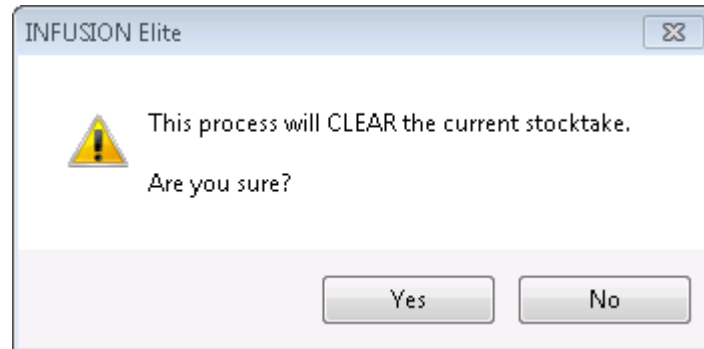 INFUSION Elite
This process will CLEAR the current stocktake.
Are you sure?
Yes
No